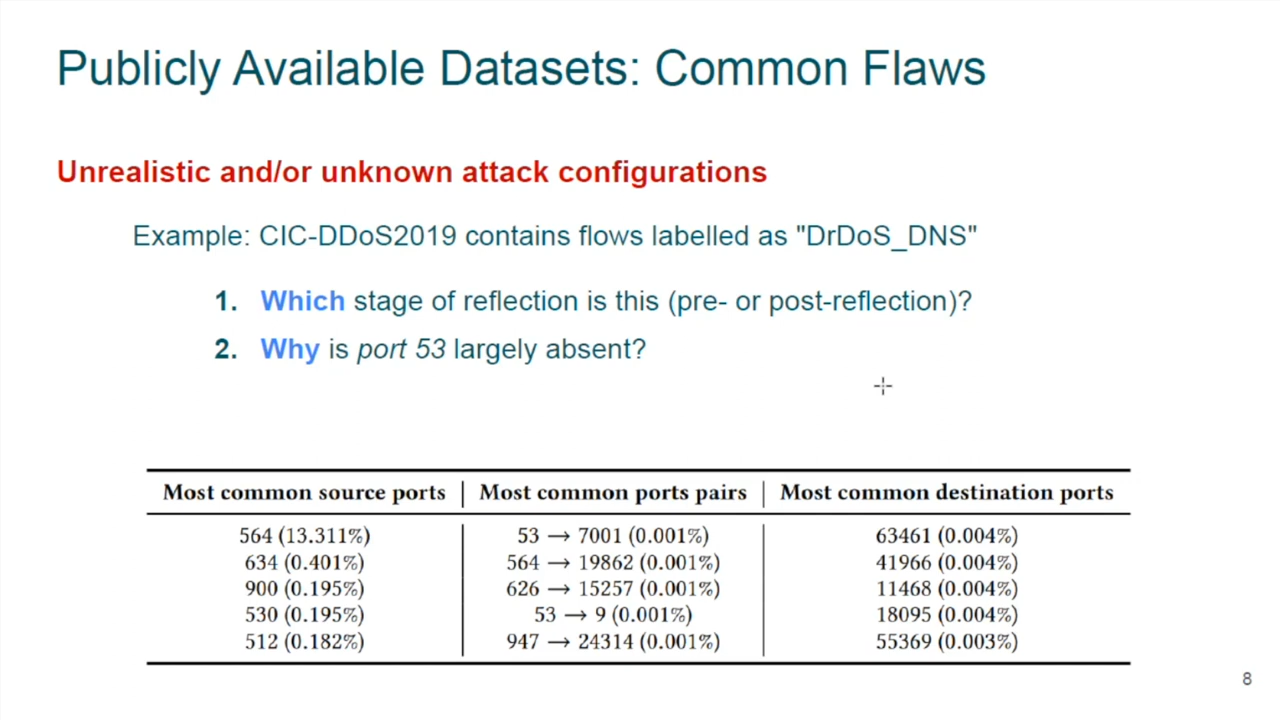 Publicly Available Datasets: Common Flaws
Unrealistic and/or unknown attack configurations
Example: CIC-DDoS2019 contains flows labelled as "DrDoS_DNS"
1. Which stage of reflection is this (pre- or post-reflection)?
2. Why is port 53 largely absent?
Most common source ports | Most common ports pairs | Most common destination ports
564 (13.311%) | 53 → 7001 (0.001%) | 63461 (0.004%)
634 (0.401%) | 564 → 19862 (0.001%) | 41966 (0.004%)
900 (0.195%) | 626 → 15257 (0.001%) | 11468 (0.004%)
530 (0.195%) | 53 → 9 (0.001%) | 18095 (0.004%)
512 (0.182%) | 947 → 24314 (0.001%) | 55369 (0.003%)
8